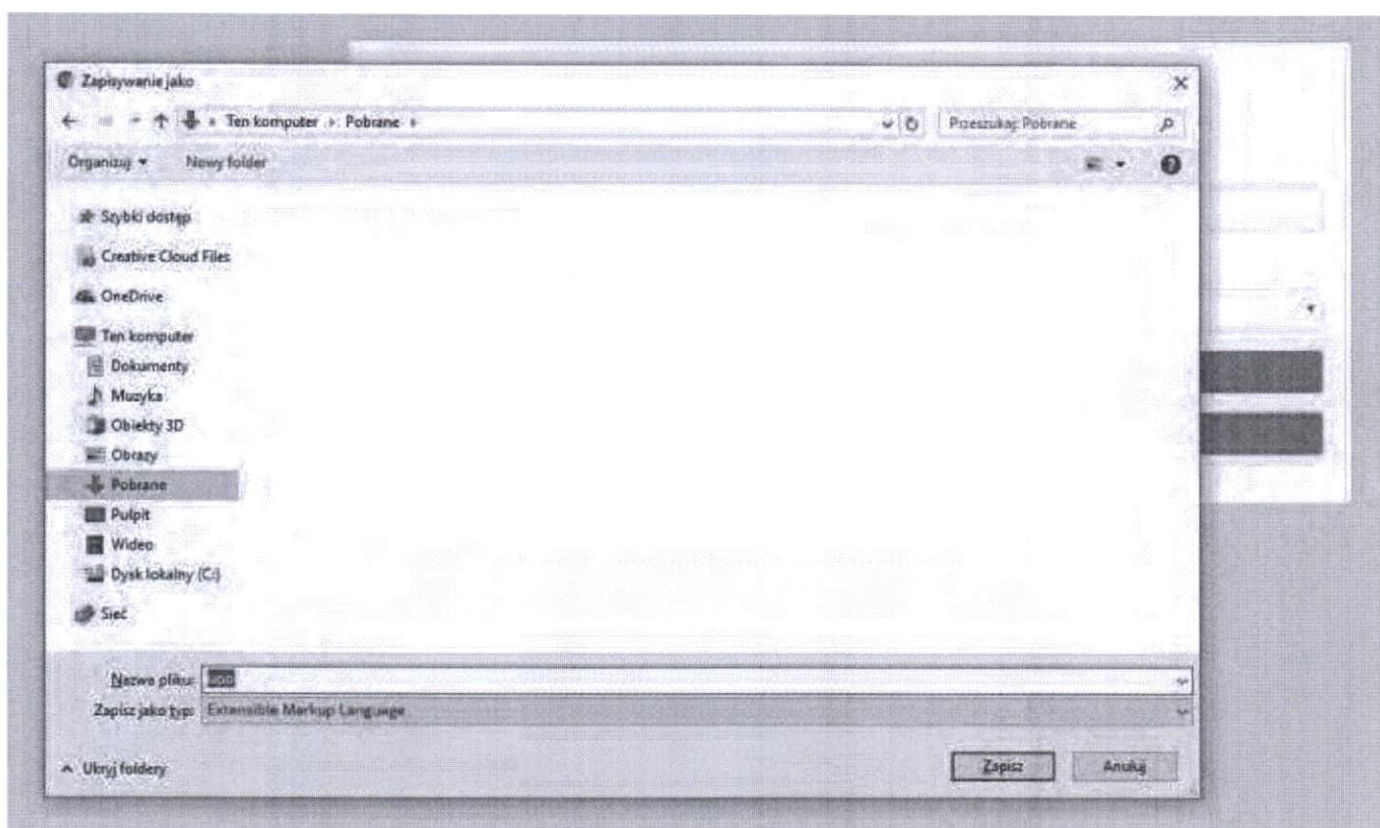 Zapisywanie jako
Ten komputer › Pobrane ›
Przeszukaj: Pobrane
Organizuj
Nowy folder
Szybki dostęp
Creative Cloud Files
OneDrive
Ten komputer
Dokumenty
Muzyka
Obiekty 3D
Obrazy
Pobrane
Pulpit
Wideo
Dysk lokalny (C:)
Sieć
Nazwa pliku:
Zapisz jako typ: Extensible Markup Language
Ukryj foldery
Zapisz
Anuluj